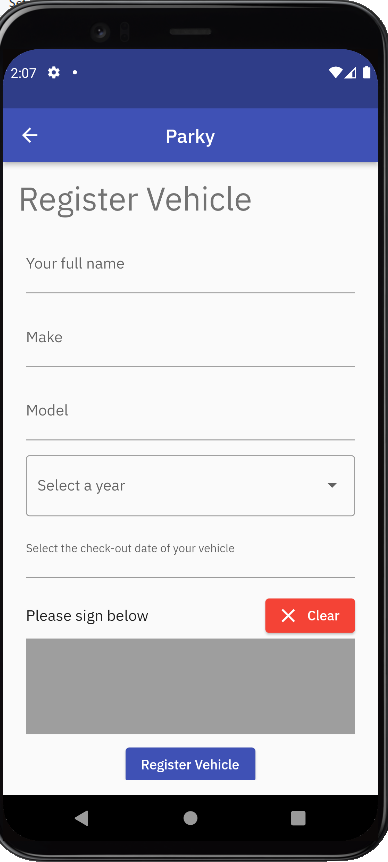 2:07
Parky
Register Vehicle
Your full name
Make
Model
Select a year
Select the check-out date of your vehicle
Please sign below
Clear
Register Vehicle